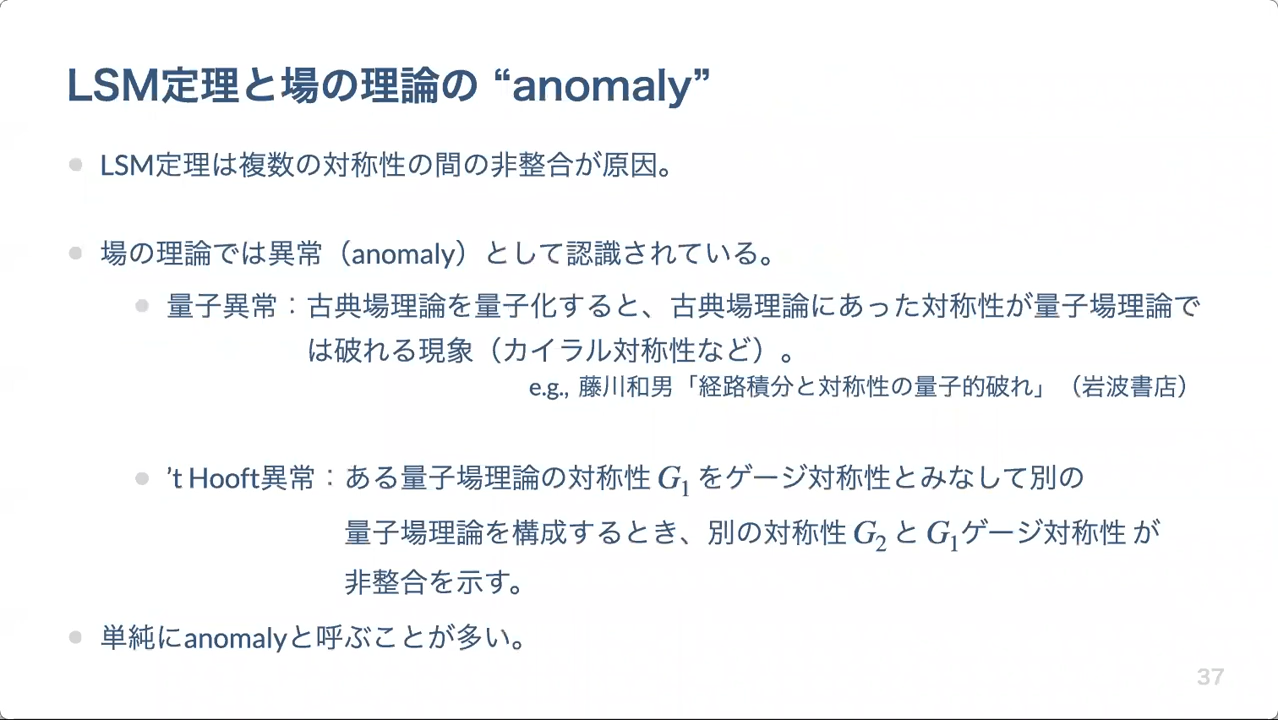 LSM定理と場の理論の “anomaly”
LSM定理は複数の対称性の間の非整合が原因。
場の理論では異常（anomaly）として認識されている。
量子異常：古典場理論を量子化すると、古典場理論にあった対称性が量子場理論で
は破れる現象（カイラル対称性など）。
e.g., 藤川和男「経路積分と対称性の量子的破れ」（岩波書店）
’t Hooft異常：ある量子場理論の対称性 G₁ をゲージ対称性とみなして別の
量子場理論を構成するとき、別の対称性 G₂ と G₁ゲージ対称性 が
非整合を示す。
単純にanomalyと呼ぶことが多い。
37